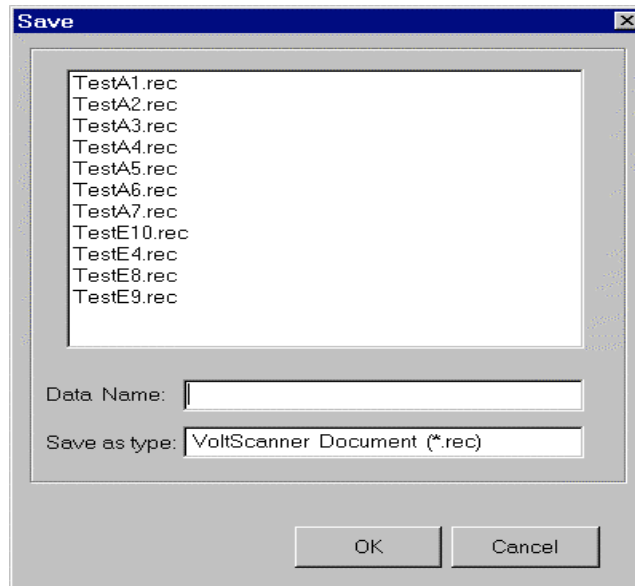 Save
TestA1.rec
TestA2.rec
TestA3.rec
TestA4.rec
TestA5.rec
TestA6.rec
TestA7.rec
TestE10.rec
TestE4.rec
TestE8.rec
TestE9.rec
Data Name:
Save as type: VoltScanner Document (*.rec)
OK Cancel